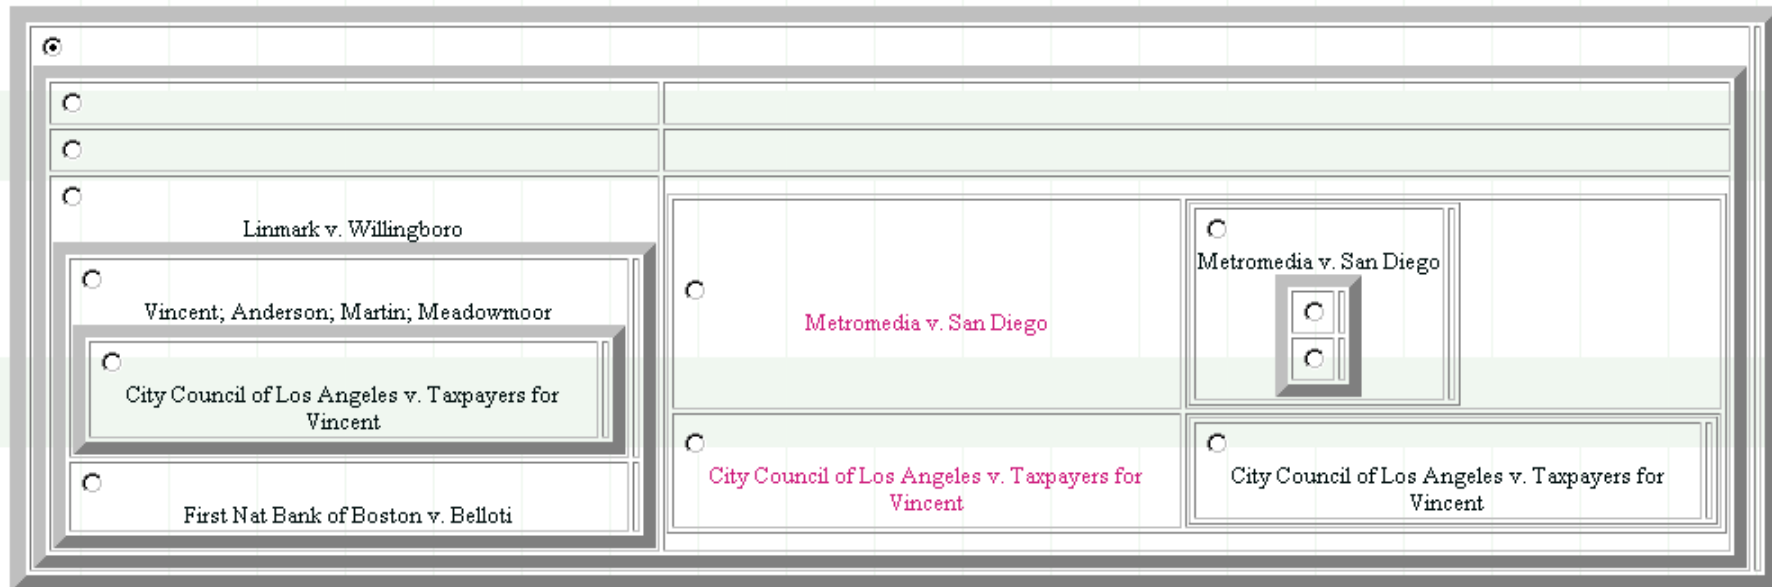 Linmark v. Willingboro
Vincent; Anderson; Martin; Meadowmoor
City Council of Los Angeles v. Taxpayers for
Vincent
First Nat Bank of Boston v. Belloti
Metromedia v. San Diego
Metromedia v. San Diego
City Council of Los Angeles v. Taxpayers for
Vincent
City Council of Los Angeles v. Taxpayers for
Vincent